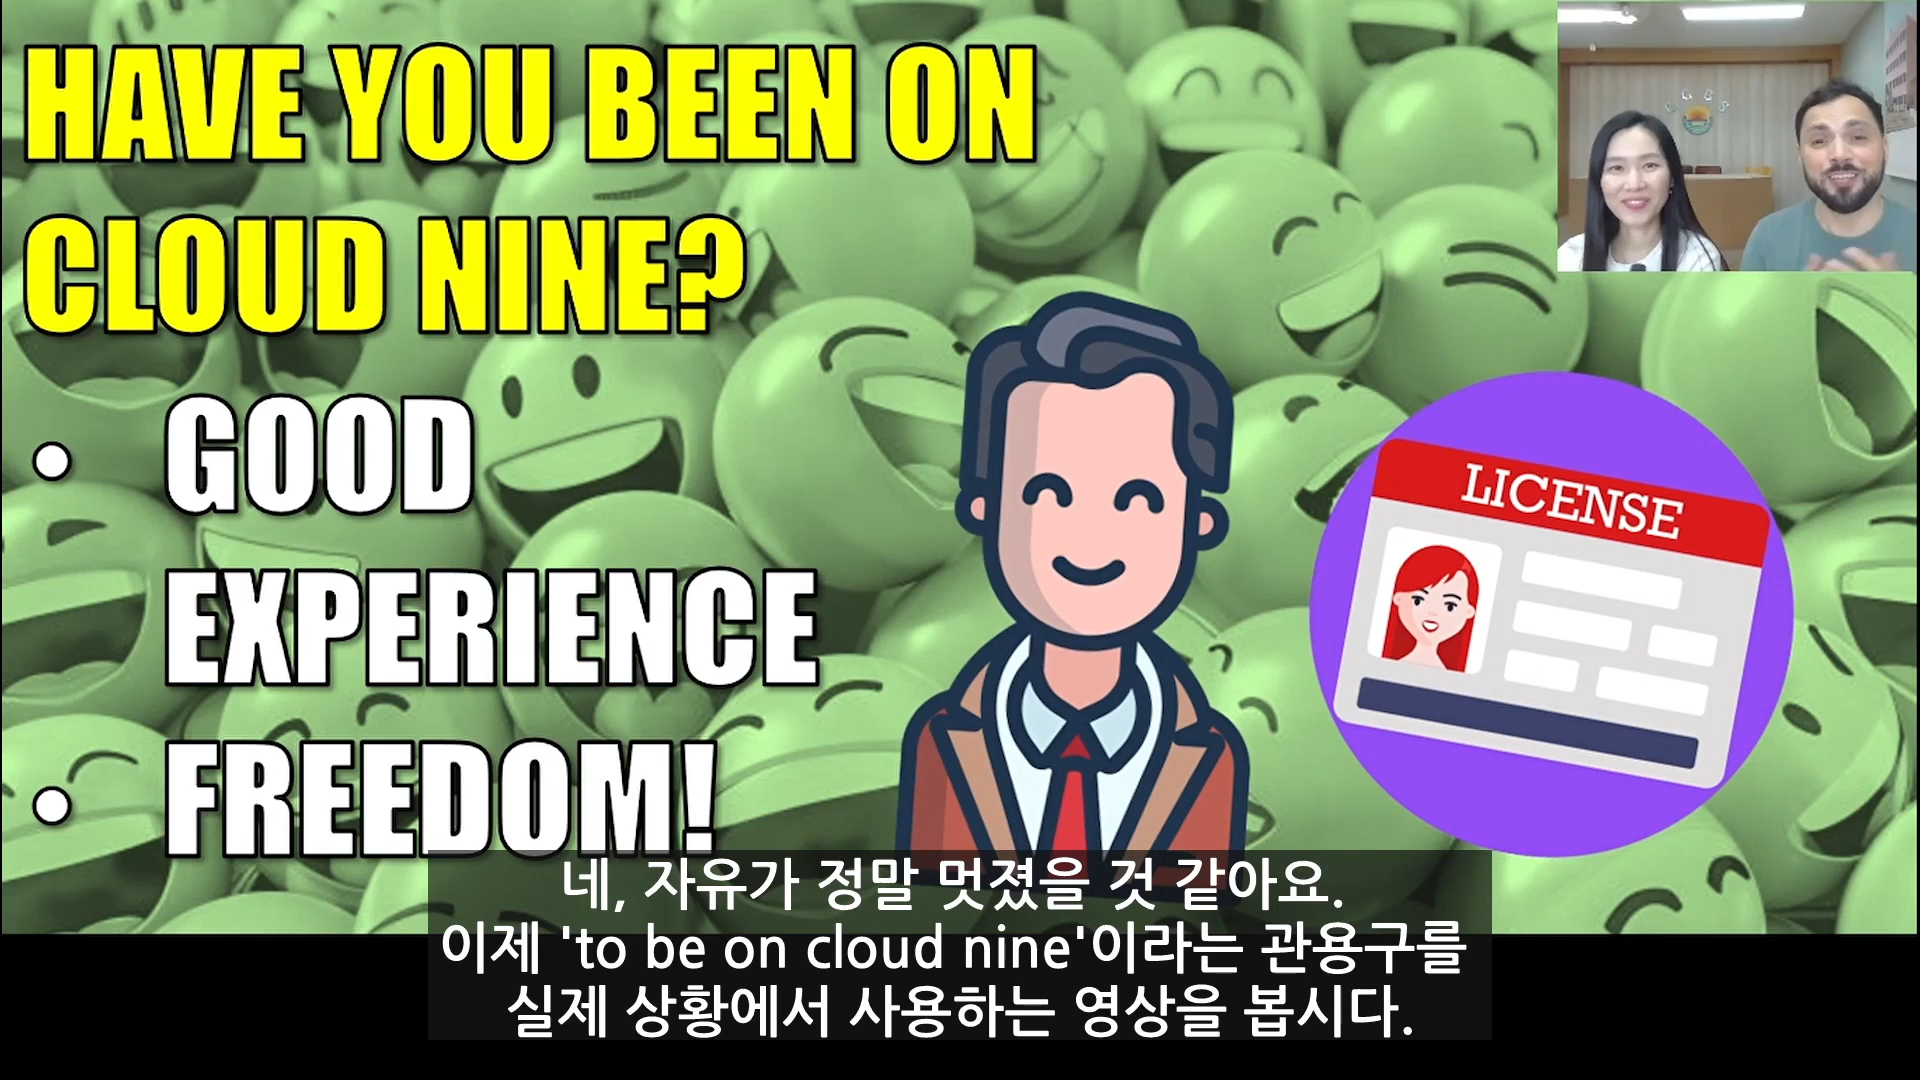 HAVE YOU BEEN ON
CLOUD NINE?
• GOOD
EXPERIENCE
• FREEDOM!
LICENSE
네, 자유가 정말 멋졌을 것 같아요.
이제 'to be on cloud nine'이라는 관용구를
실제 상황에서 사용하는 영상을 봅시다.